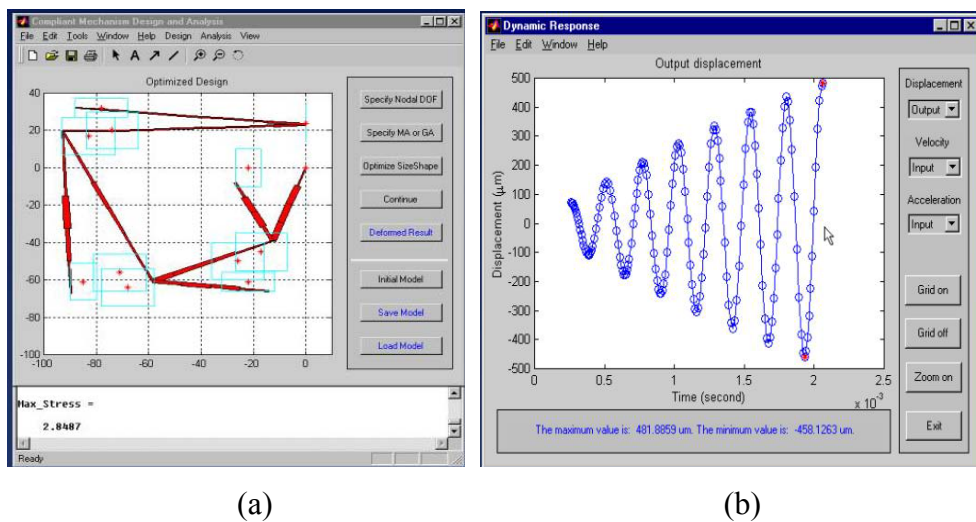 Compliant Mechanism Design and Analysis
File Edit Tools Window Help Design Analysis View
A
Optimized Design
40
20
0
-20
-40
-60
-80
-100
-100 -80 -60 -40 -20 0
Specify Nodal DOF
Specify MA or GA
Optimize SizeShape
Continue
Deformed Result
Initial Model
Save Model
Load Model
Max_Stress =
2.8487
Ready
(a)
Dynamic Response
File Edit Window Help
Output displacement
Displacement (μm)
500
400
300
200
100
0
-100
-200
-300
-400
-500
0 0.5 1 1.5 2 2.5
Time (second)
x 10⁻³
Displacement
Output
Velocity
Input
Acceleration
Input
Grid on
Grid off
Zoom on
Exit
The maximum value is: 481.8859 um. The minimum value is: -458.1263 um.
(b)